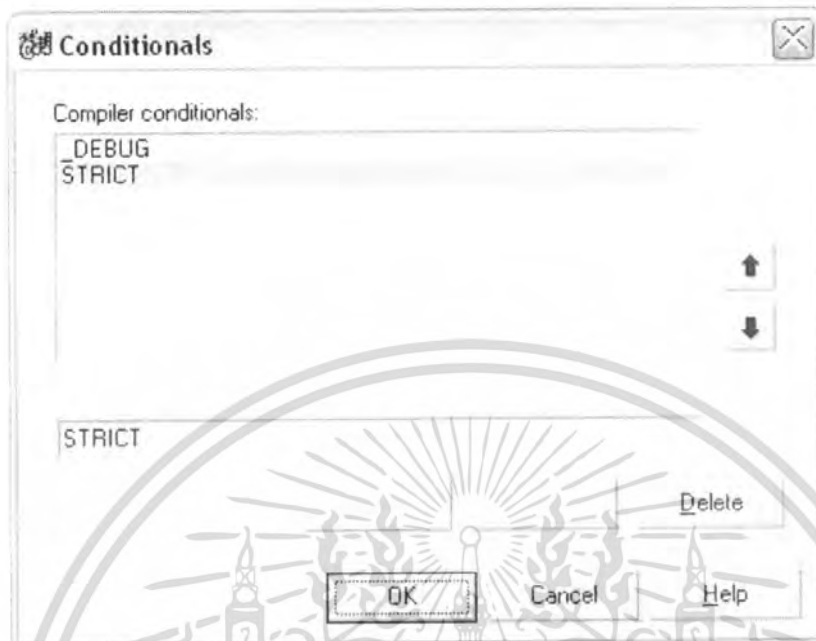 Conditionals
Compiler conditionals:
_DEBUG
STRICT
STRICT
Delete
OK
Cancel
Help